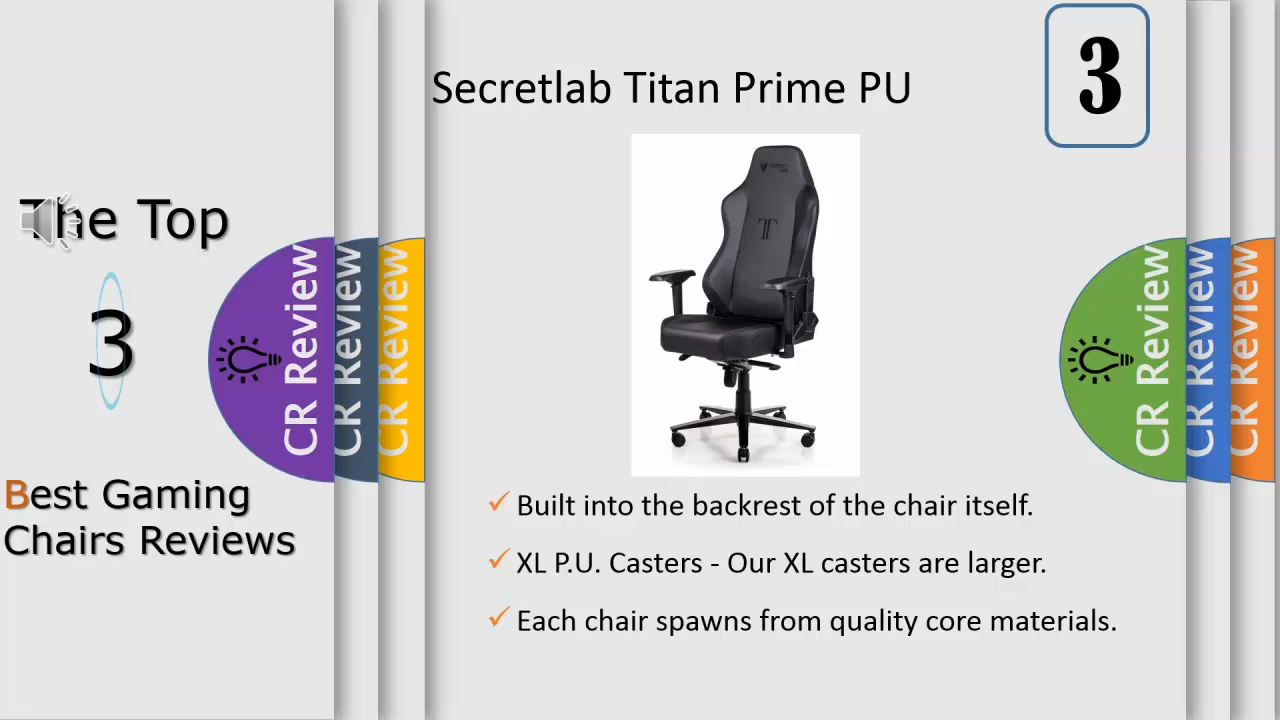 The Top
3
Best Gaming
Chairs Reviews
CR Review
CR Review
CR Review
Secretlab Titan Prime PU
3
Built into the backrest of the chair itself.
XL P.U. Casters - Our XL casters are larger.
Each chair spawns from quality core materials.
CR Review
CR Review
CR Review